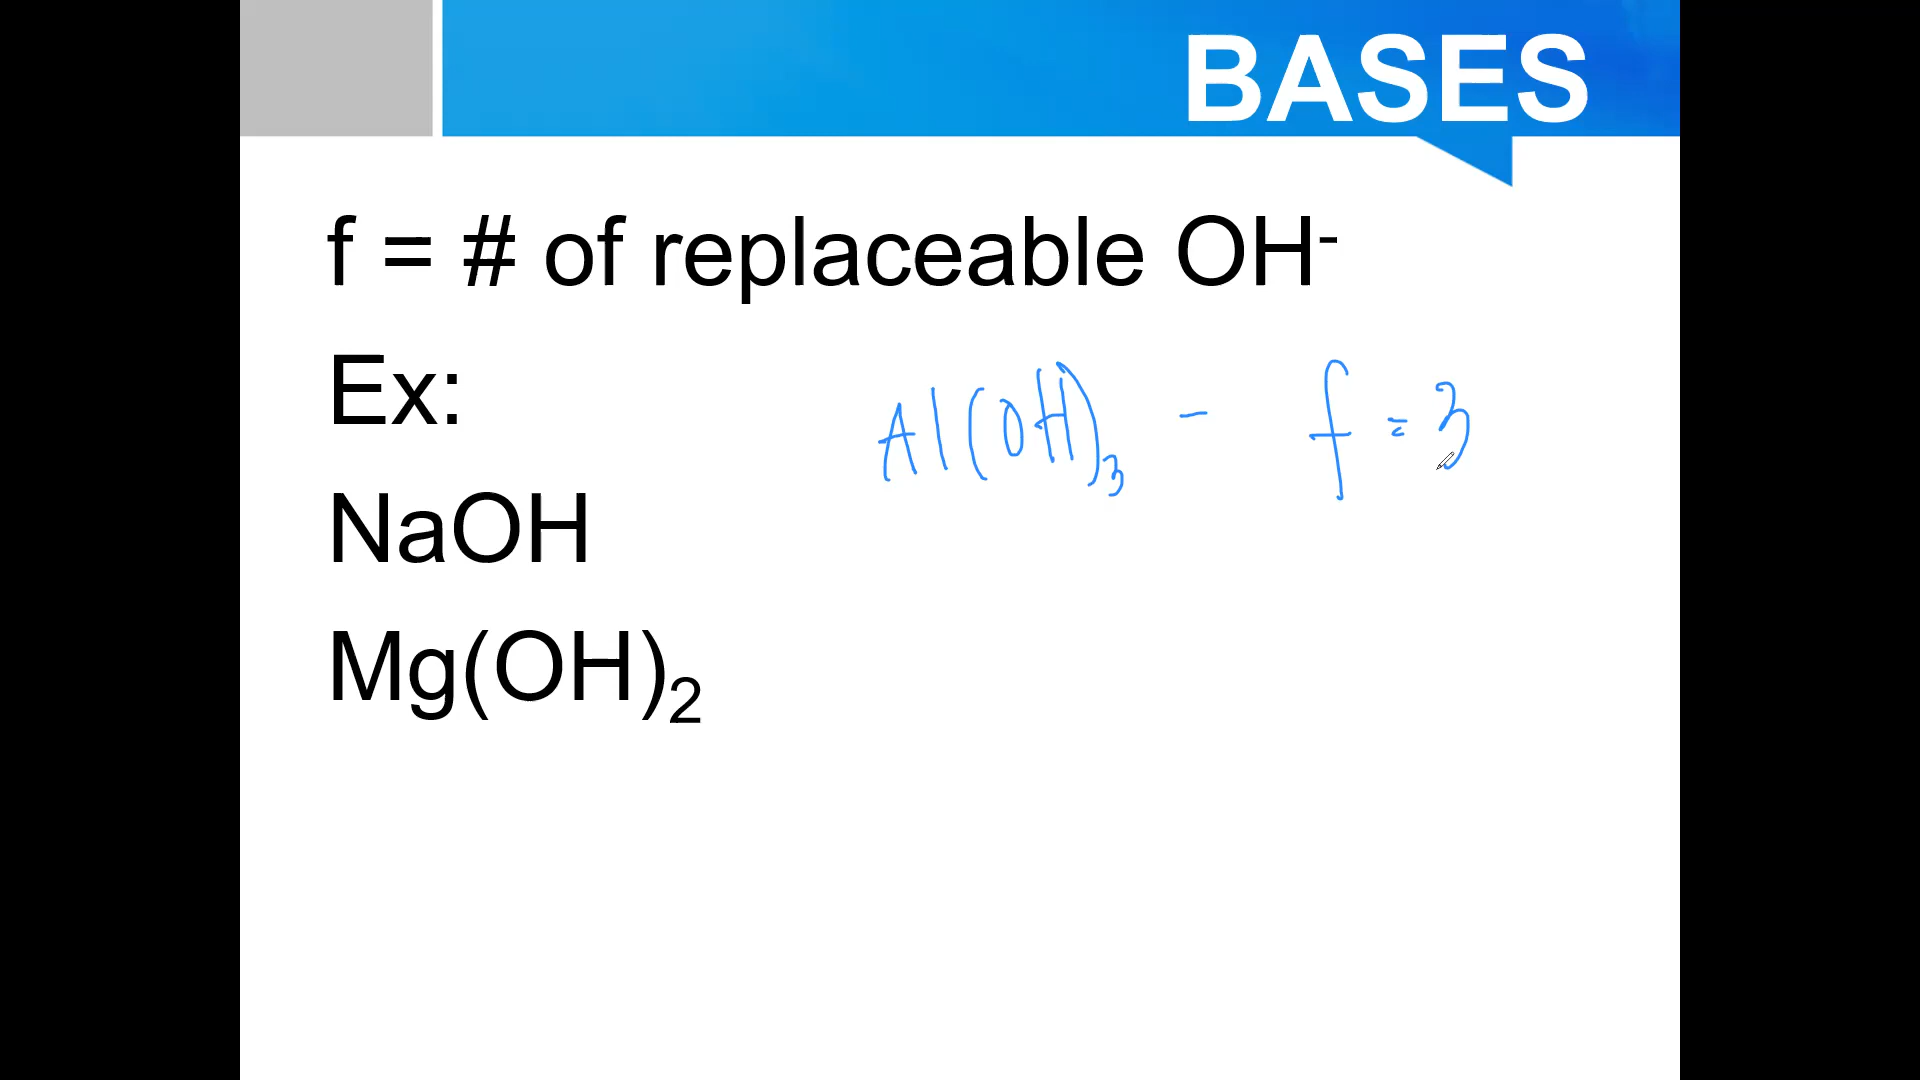 BASES
f = # of replaceable OH⁻
Ex:
Al(OH)₃ - f = 3
NaOH
Mg(OH)₂